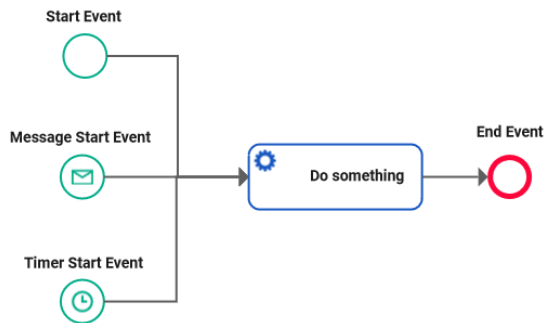 Start Event
Message Start Event
End Event
Do something
Timer Start Event